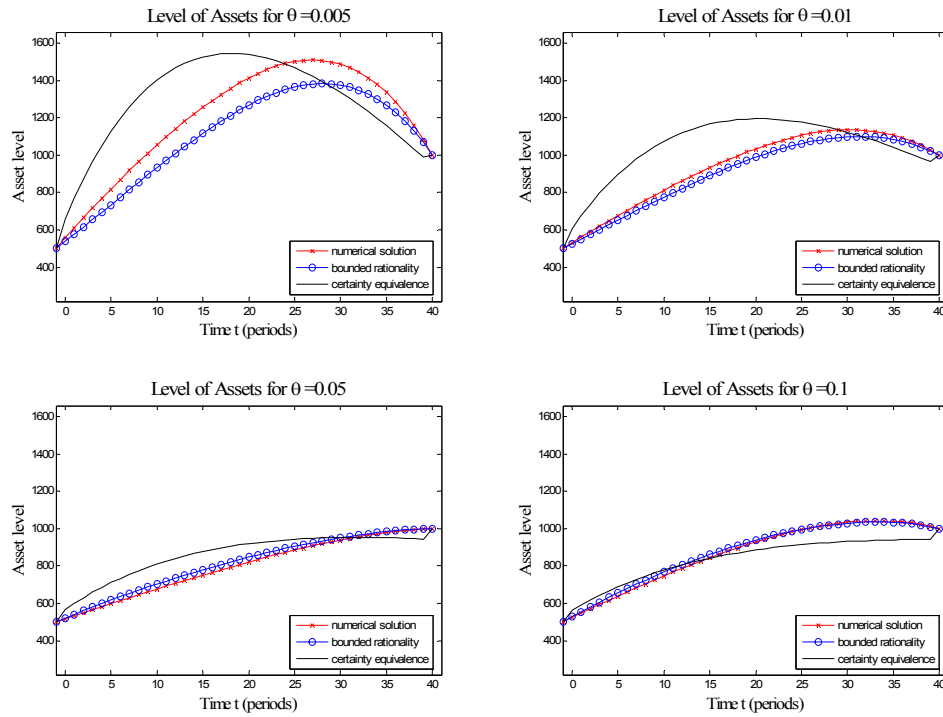 Level of Assets for θ=0.005
1600
1400
1200
1000
800
600
400
Asset level
0 5 10 15 20 25 30 35 40
Time t (periods)
numerical solution
bounded rationality
certainty equivalence
Level of Assets for θ=0.01
1600
1400
1200
1000
800
600
400
Asset level
0 5 10 15 20 25 30 35 40
Time t (periods)
numerical solution
bounded rationality
certainty equivalence
Level of Assets for θ=0.05
1600
1400
1200
1000
800
600
400
Asset level
0 5 10 15 20 25 30 35 40
Time t (periods)
numerical solution
bounded rationality
certainty equivalence
Level of Assets for θ=0.1
1600
1400
1200
1000
800
600
400
Asset level
0 5 10 15 20 25 30 35 40
Time t (periods)
numerical solution
bounded rationality
certainty equivalence